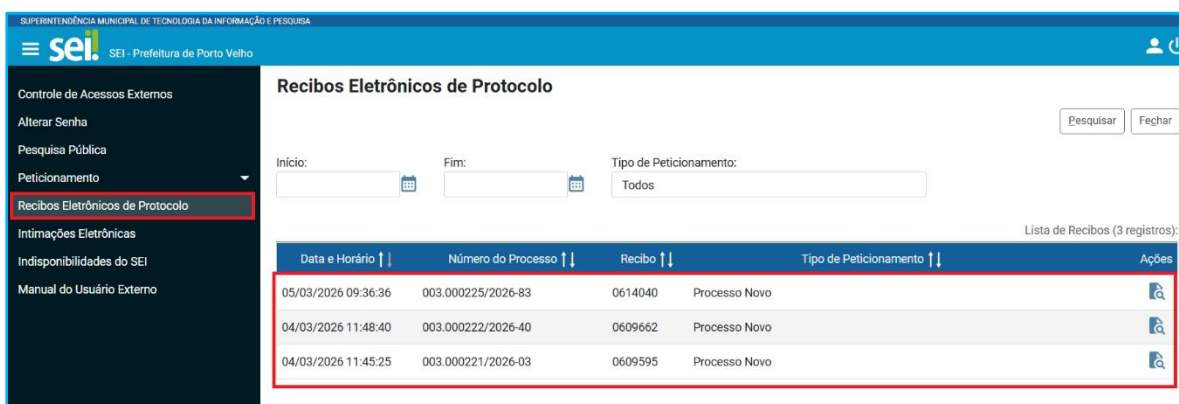 SUPERINTENDÊNCIA MUNICIPAL DE TECNOLOGIA DA INFORMAÇÃO E PESQUISA
sei! SEI - Prefeitura de Porto Velho
Controle de Acessos Externos
Alterar Senha
Pesquisa Pública
Peticionamento
Recibos Eletrônicos de Protocolo
Intimações Eletrônicas
Indisponibilidades do SEI
Manual do Usuário Externo
Recibos Eletrônicos de Protocolo
Pesquisar Fechar
Início: Fim: Tipo de Peticionamento:
Todos
Lista de Recibos (3 registros):
Data e Horário Número do Processo Recibo Tipo de Peticionamento Ações
05/03/2026 09:36:36 003.000225/2026-83 0614040 Processo Novo
04/03/2026 11:48:40 003.000222/2026-40 0609662 Processo Novo
04/03/2026 11:45:25 003.000221/2026-03 0609595 Processo Novo